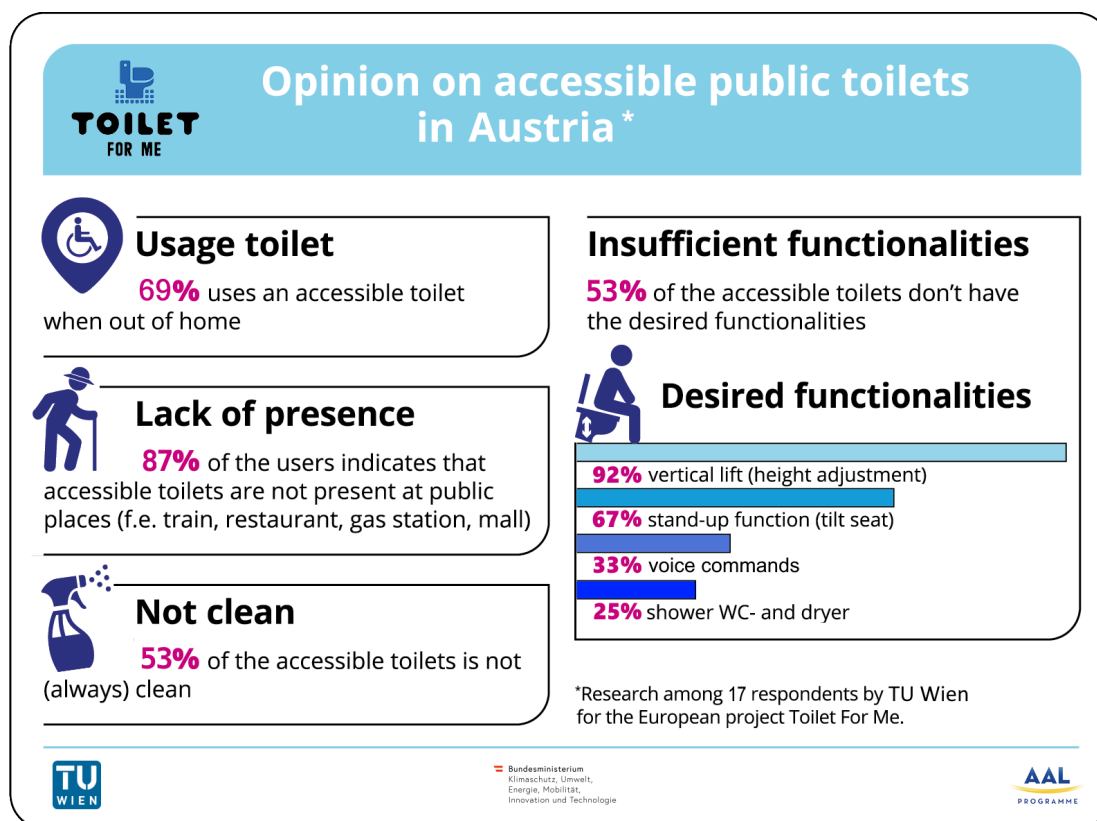 TOILET
FOR ME
Opinion on accessible public toilets
in Austria *
Usage toilet
69% uses an accessible toilet
when out of home
Lack of presence
87% of the users indicates that
accessible toilets are not present at public
places (f.e. train, restaurant, gas station, mall)
Not clean
53% of the accessible toilets is not
(always) clean
Insufficient functionalities
53% of the accessible toilets don’t have
the desired functionalities
Desired functionalities
92% vertical lift (height adjustment)
67% stand-up function (tilt seat)
33% voice commands
25% shower WC- and dryer
*Research among 17 respondents by TU Wien
for the European project Toilet For Me.
TU
WIEN
Bundesministerium
Klimaschutz, Umwelt,
Energie, Mobilität,
Innovation und Technologie
AAL
PROGRAMME